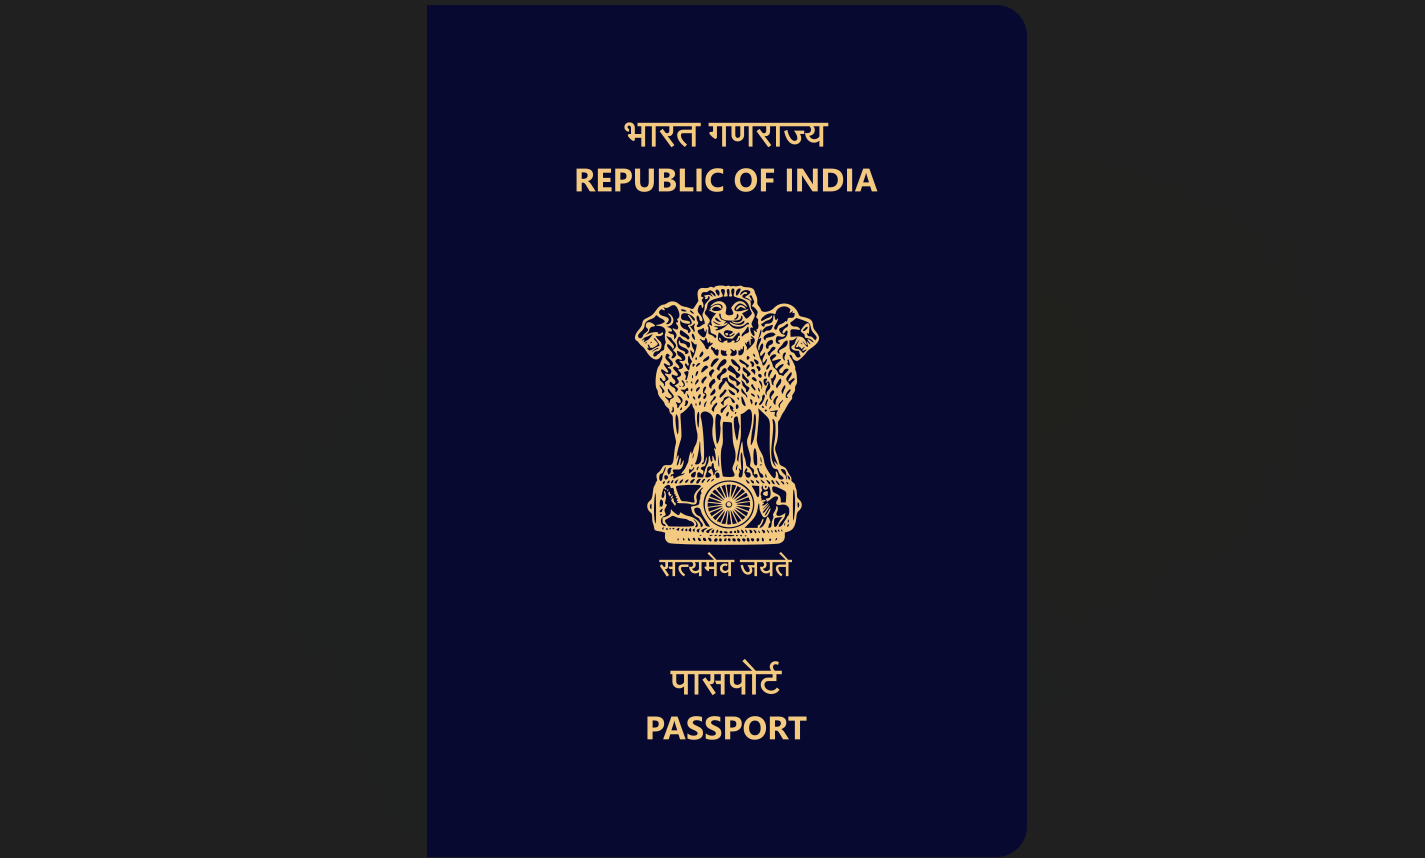 भारत गणराज्य
REPUBLIC OF INDIA
सत्यमेव जयते
पासपोर्ट
PASSPORT